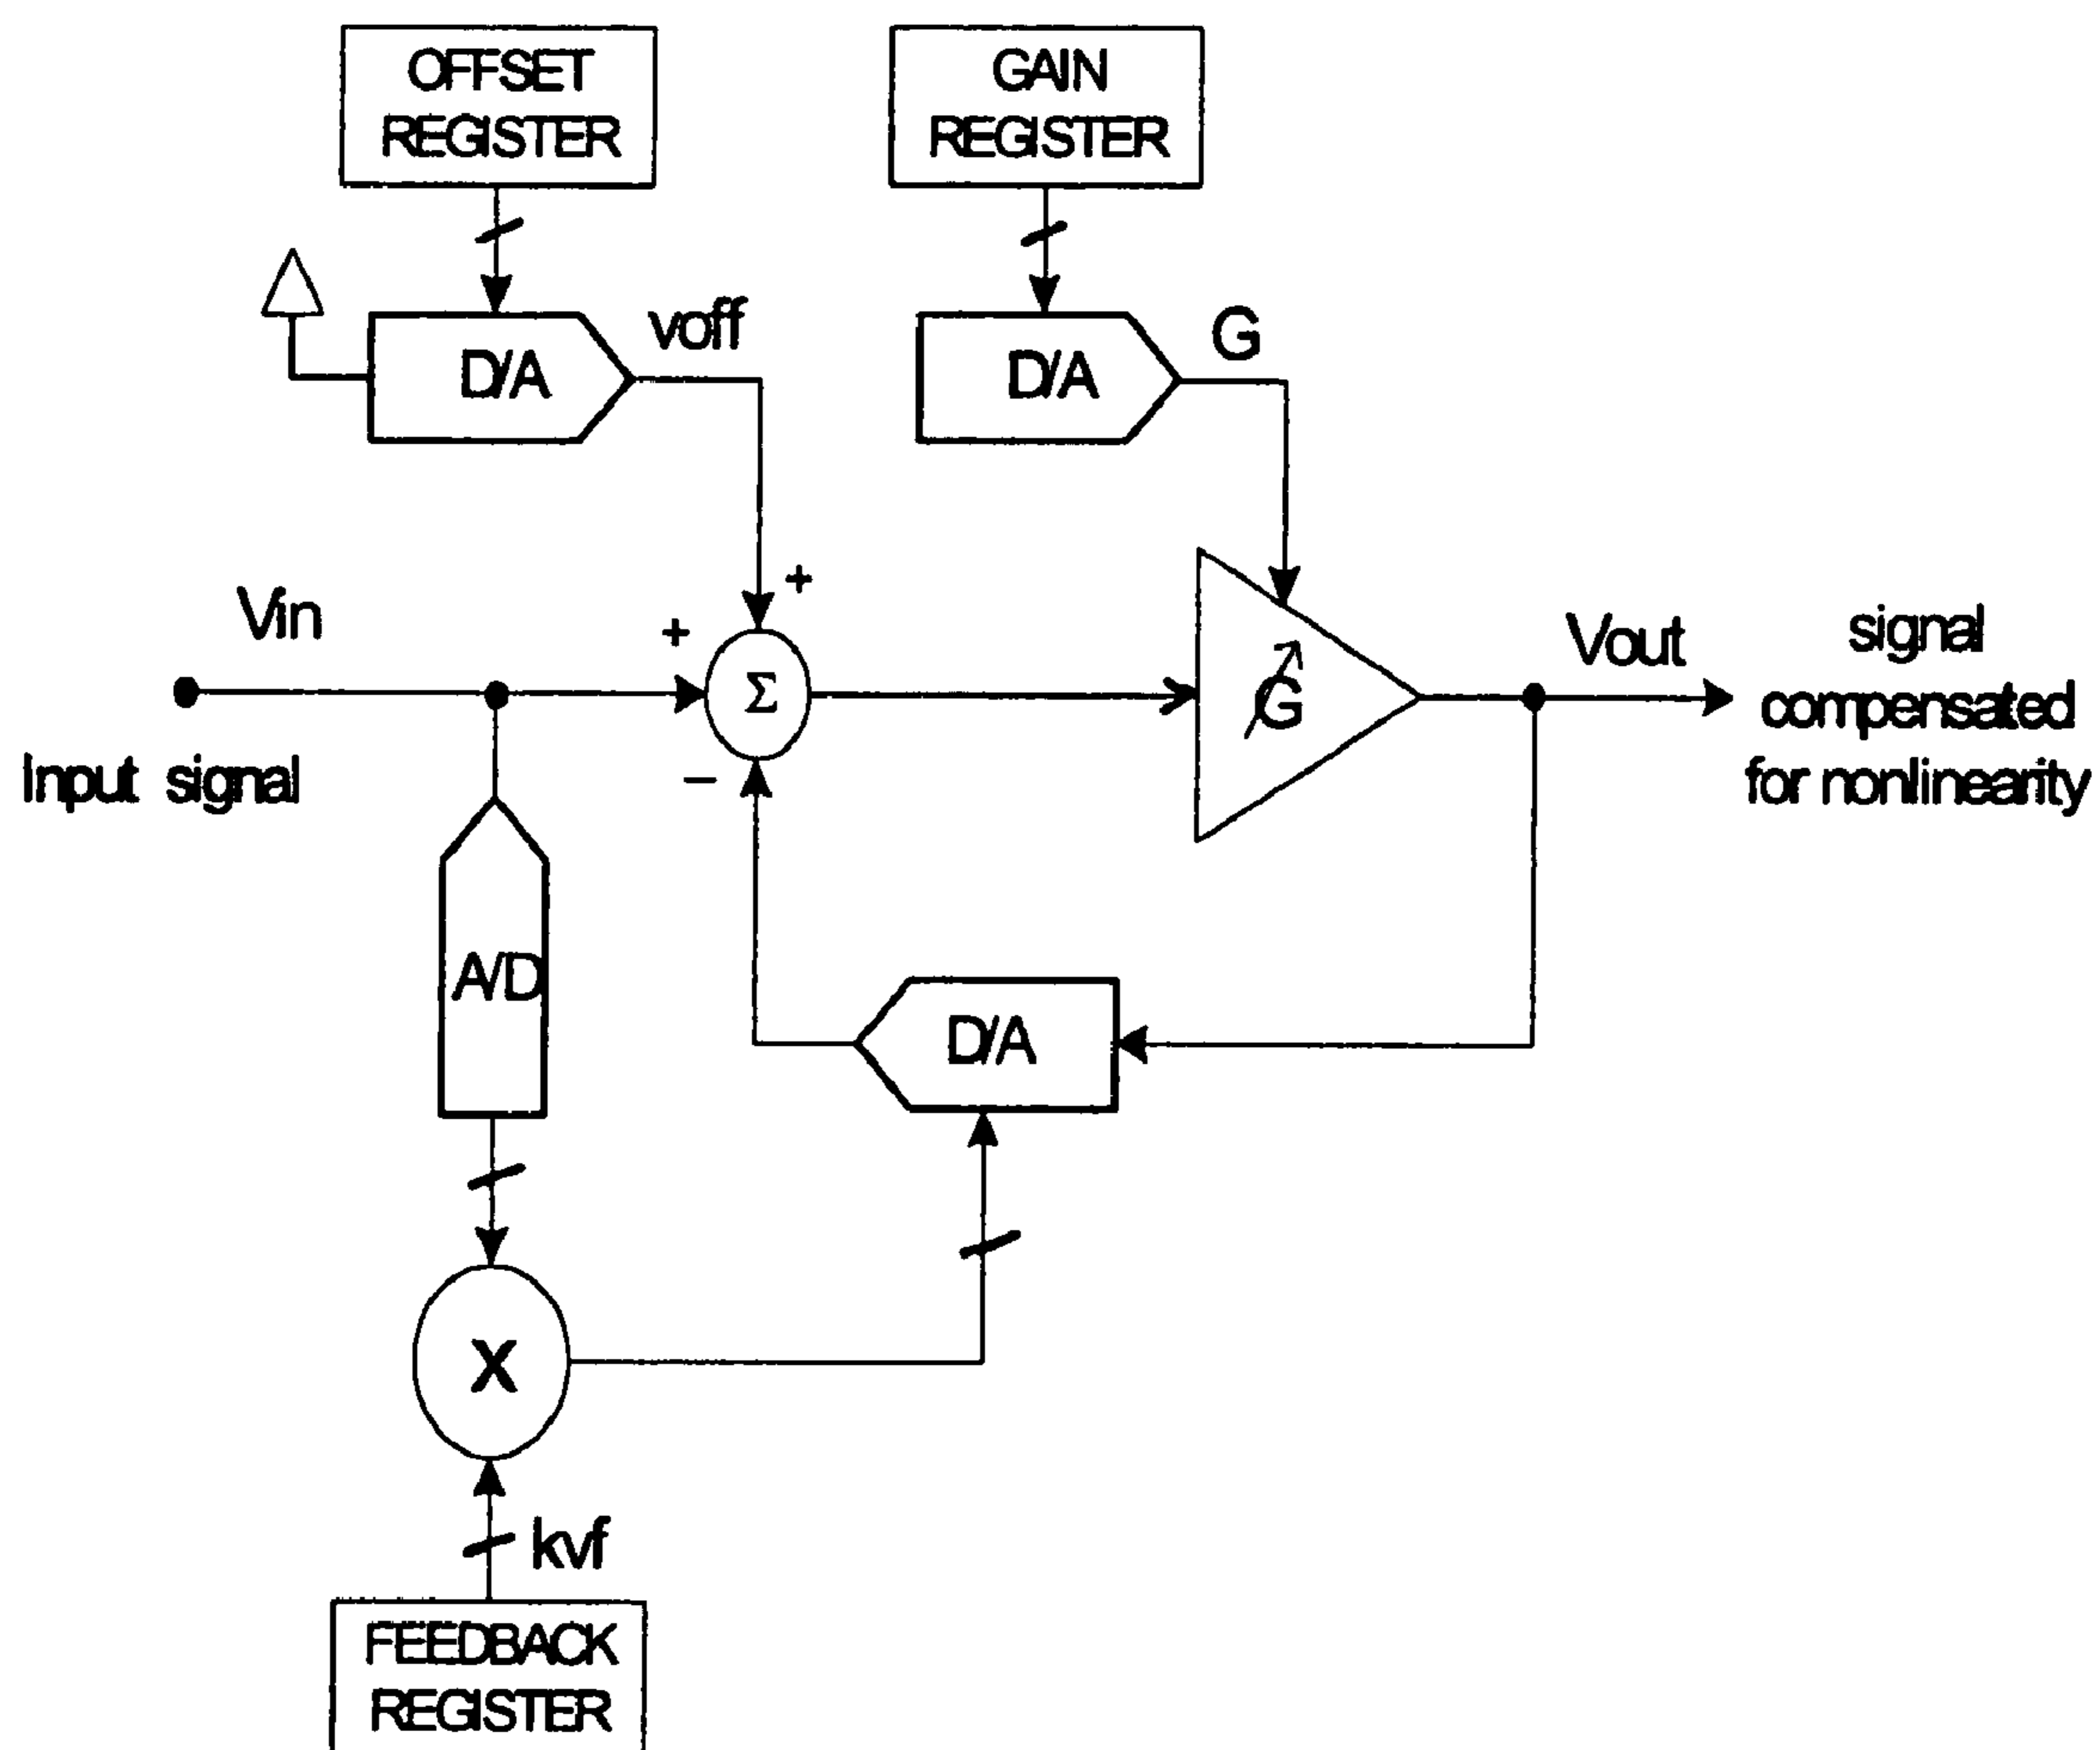 OFFSET
REGISTER
GAIN
REGISTER
D/A
voff
D/A
G
+
Vin
+
Σ
G
Vout
signal
compensated
for nonlinearity
Input signal
−
A/D
D/A
X
kvf
FEEDBACK
REGISTER